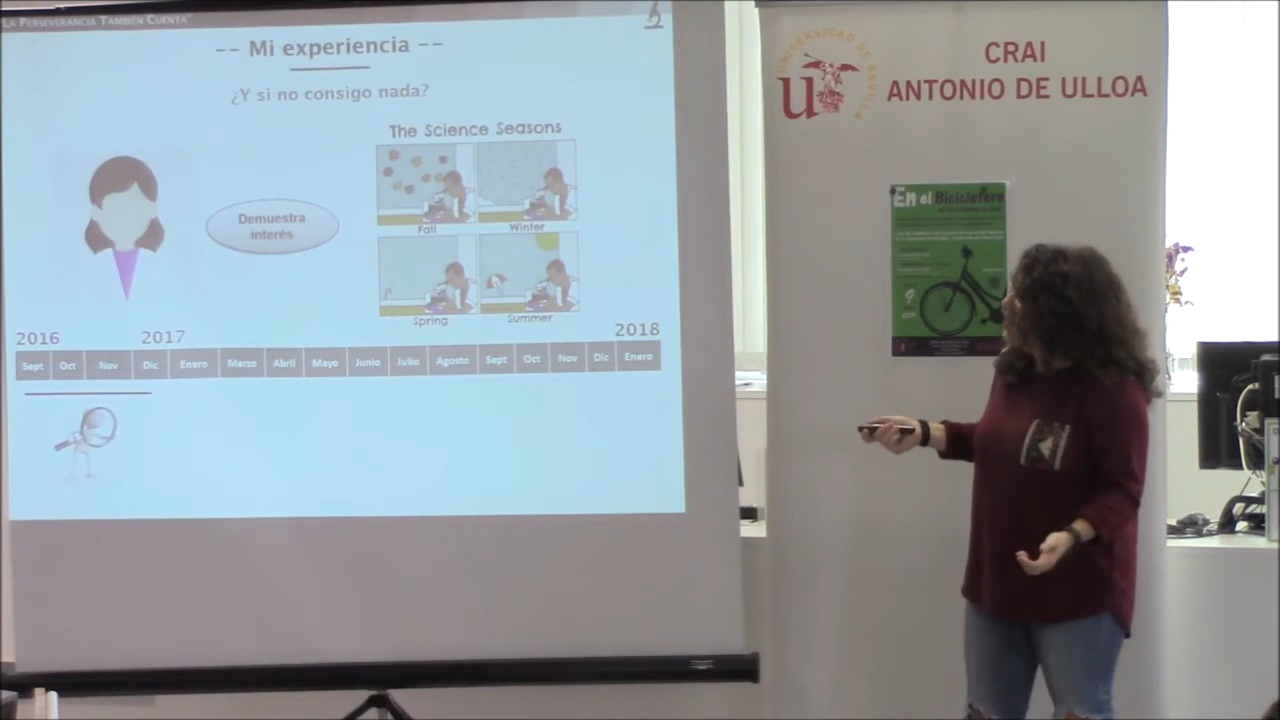 "LA PERSEVERANCIA TAMBIÉN CUENTA"
-- Mi experiencia --
¿Y si no consigo nada?
The Science Seasons
Fall
Winter
Spring
Summer
Demuestra
interés
2016
2017
2018
Sept Oct Nov Dic Enero Marzo Abril Mayo Junio Julio Agosto Sept Oct Nov Dic Enero
UNIVERSIDAD DE SEVILLA
CRAI
ANTONIO DE ULLOA
En el Bicicletero